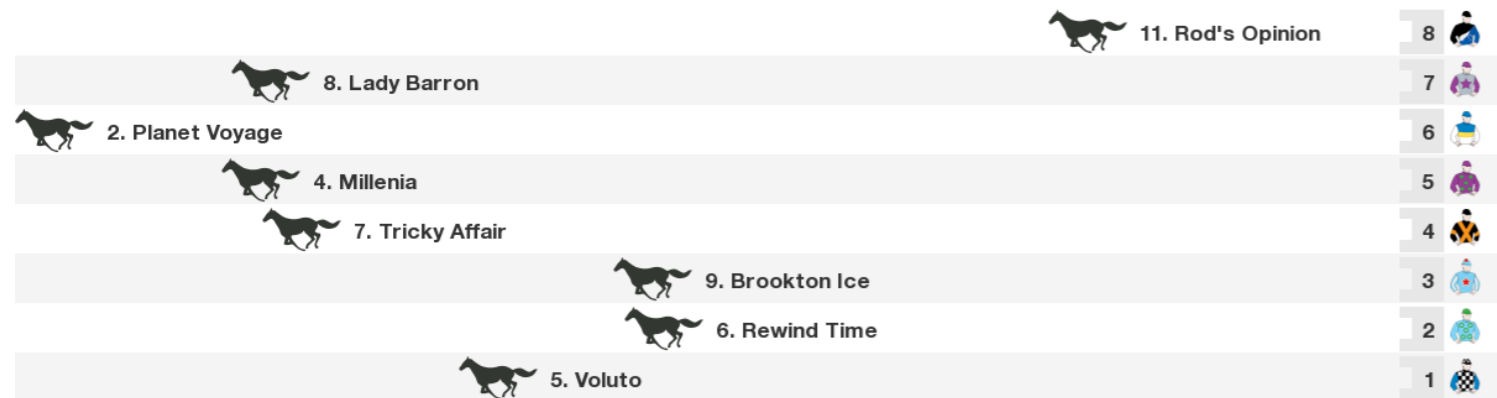 11. Rod's Opinion 8
8. Lady Barron 7
2. Planet Voyage 6
4. Millenia 5
7. Tricky Affair 4
9. Brookton Ice 3
6. Rewind Time 2
5. Voluto 1